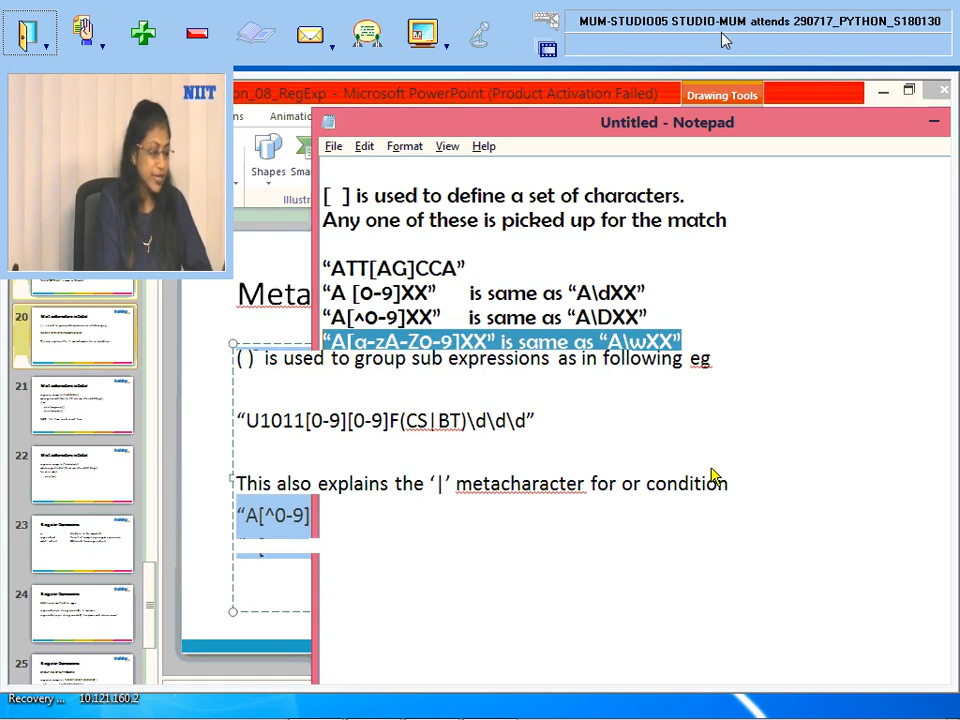 MUM-STUDIO05 STUDIO-MUM attends 290717_PYTHON_S180130
NIIT
on_08_RegExp - Microsoft PowerPoint (Product Activation Failed)
Drawing Tools
ns Animatio
Shapes Sma
Illustr
Untitled - Notepad
File Edit Format View Help
[ ] is used to define a set of characters.
Any one of these is picked up for the match
“ATT[AG]CCA”
“A [0-9]XX” is same as “A\dXX”
“A[^0-9]XX” is same as “A\DXX”
“A[a-zA-Z0-9]XX” is same as “A\wXX”
Meta
( ) is used to group sub expressions as in following eg
“U1011[0-9][0-9]F(CS|BT)\d\d\d”
This also explains the ‘|’ metacharacter for or condition
“A[^0-9]
20
21
22
23
24
25
Recovery ... 10.121.160.2